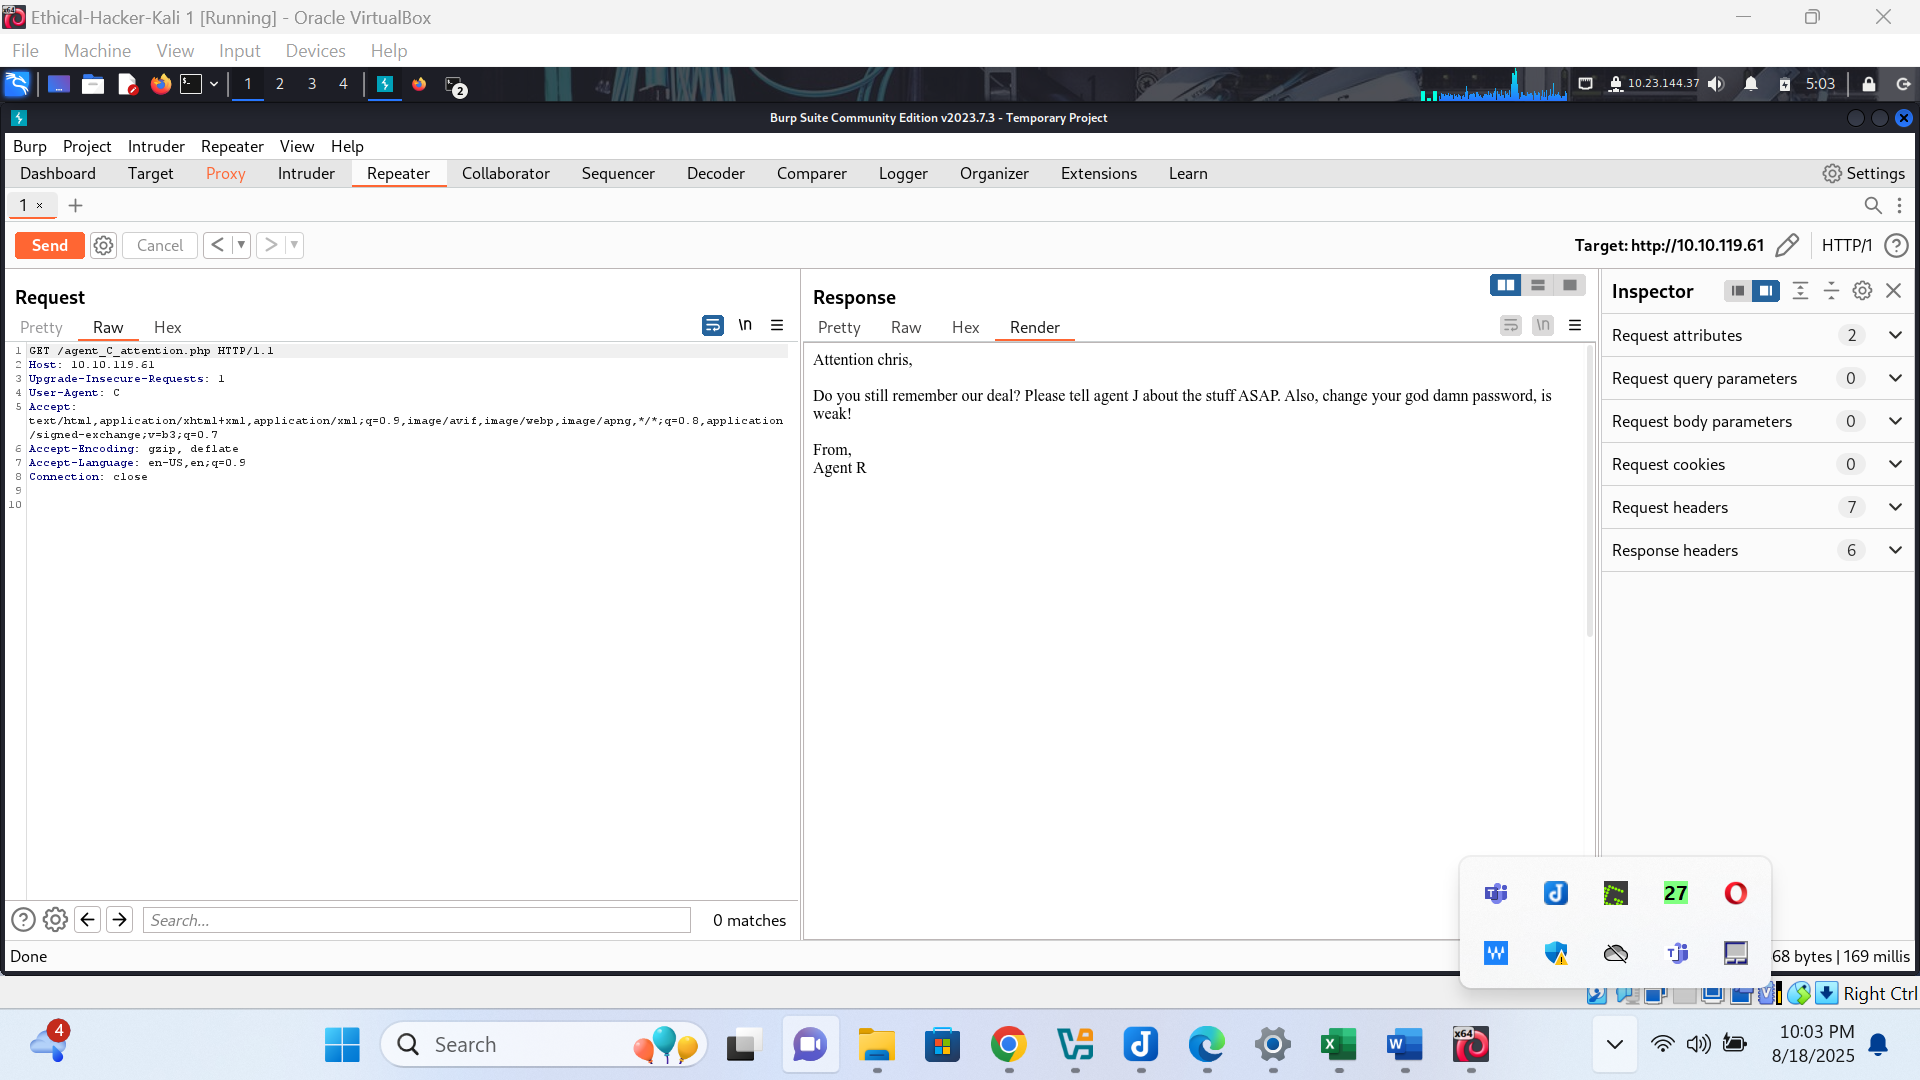 Ethical-Hacker-Kali 1 [Running] - Oracle VirtualBox
File Machine View Input Devices Help
1 2 3 4 2 10.23.144.37 5:03
Burp Suite Community Edition v2023.7.3 - Temporary Project
Burp Project Intruder Repeater View Help
Dashboard Target Proxy Intruder Repeater Collaborator Sequencer Decoder Comparer Logger Organizer Extensions Learn Settings
1 × +
Send Cancel < > Target: http://10.10.119.61 HTTP/1 ?
Request
Pretty Raw Hex \n
1 GET /agent_C_attention.php HTTP/1.1
2 Host: 10.10.119.61
3 Upgrade-Insecure-Requests: 1
4 User-Agent: C
5 Accept:
text/html,application/xhtml+xml,application/xml;q=0.9,image/avif,image/webp,image/apng,*/*;q=0.8,application
/signed-exchange;v=b3;q=0.7
6 Accept-Encoding: gzip, deflate
7 Accept-Language: en-US,en;q=0.9
8 Connection: close
9
10
Search...
0 matches
Response
Pretty Raw Hex Render \n
Attention chris,
Do you still remember our deal? Please tell agent J about the stuff ASAP. Also, change your god damn password, is
weak!
From,
Agent R
Inspector
Request attributes 2
Request query parameters 0
Request body parameters 0
Request cookies 0
Request headers 7
Response headers 6
27
Done
68 bytes | 169 millis
Right Ctrl
4
Search
x64
10:03 PM
8/18/2025